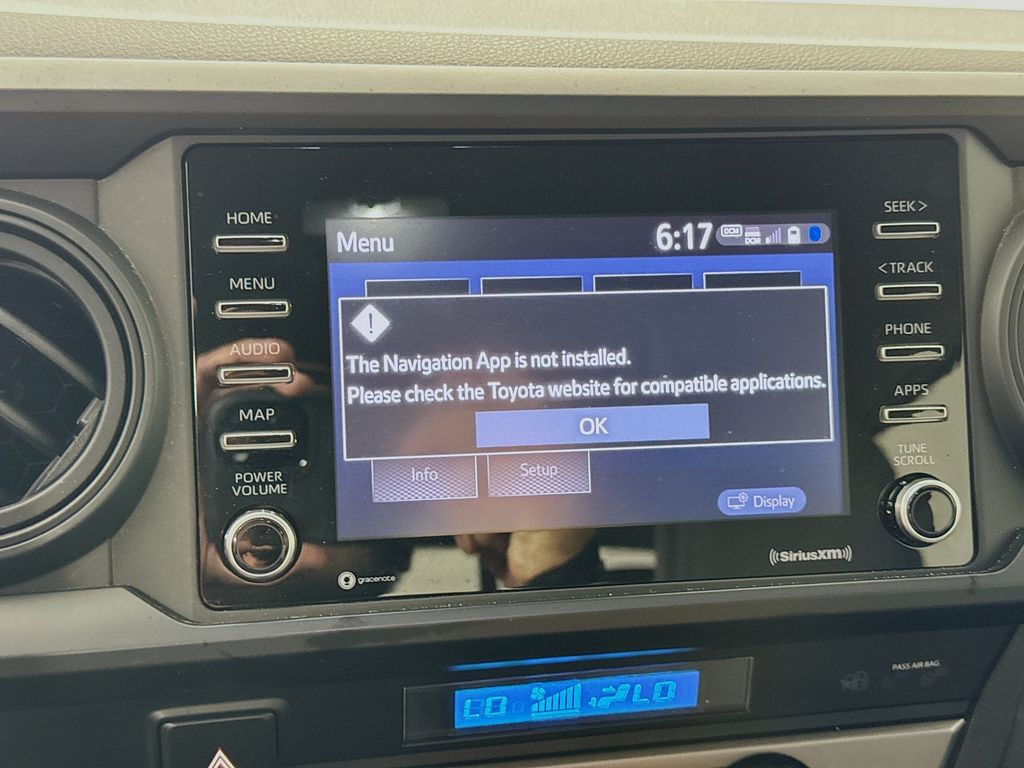 HOME
MENU
AUDIO
MAP
POWER
VOLUME
Menu
6:17
DCM
DCM
The Navigation App is not installed.
Please check the Toyota website for compatible applications.
OK
Info
Setup
Display
gracenote
SiriusXM
SEEK >
< TRACK
PHONE
APPS
TUNE
SCROLL
PASS AIR BAG
LO